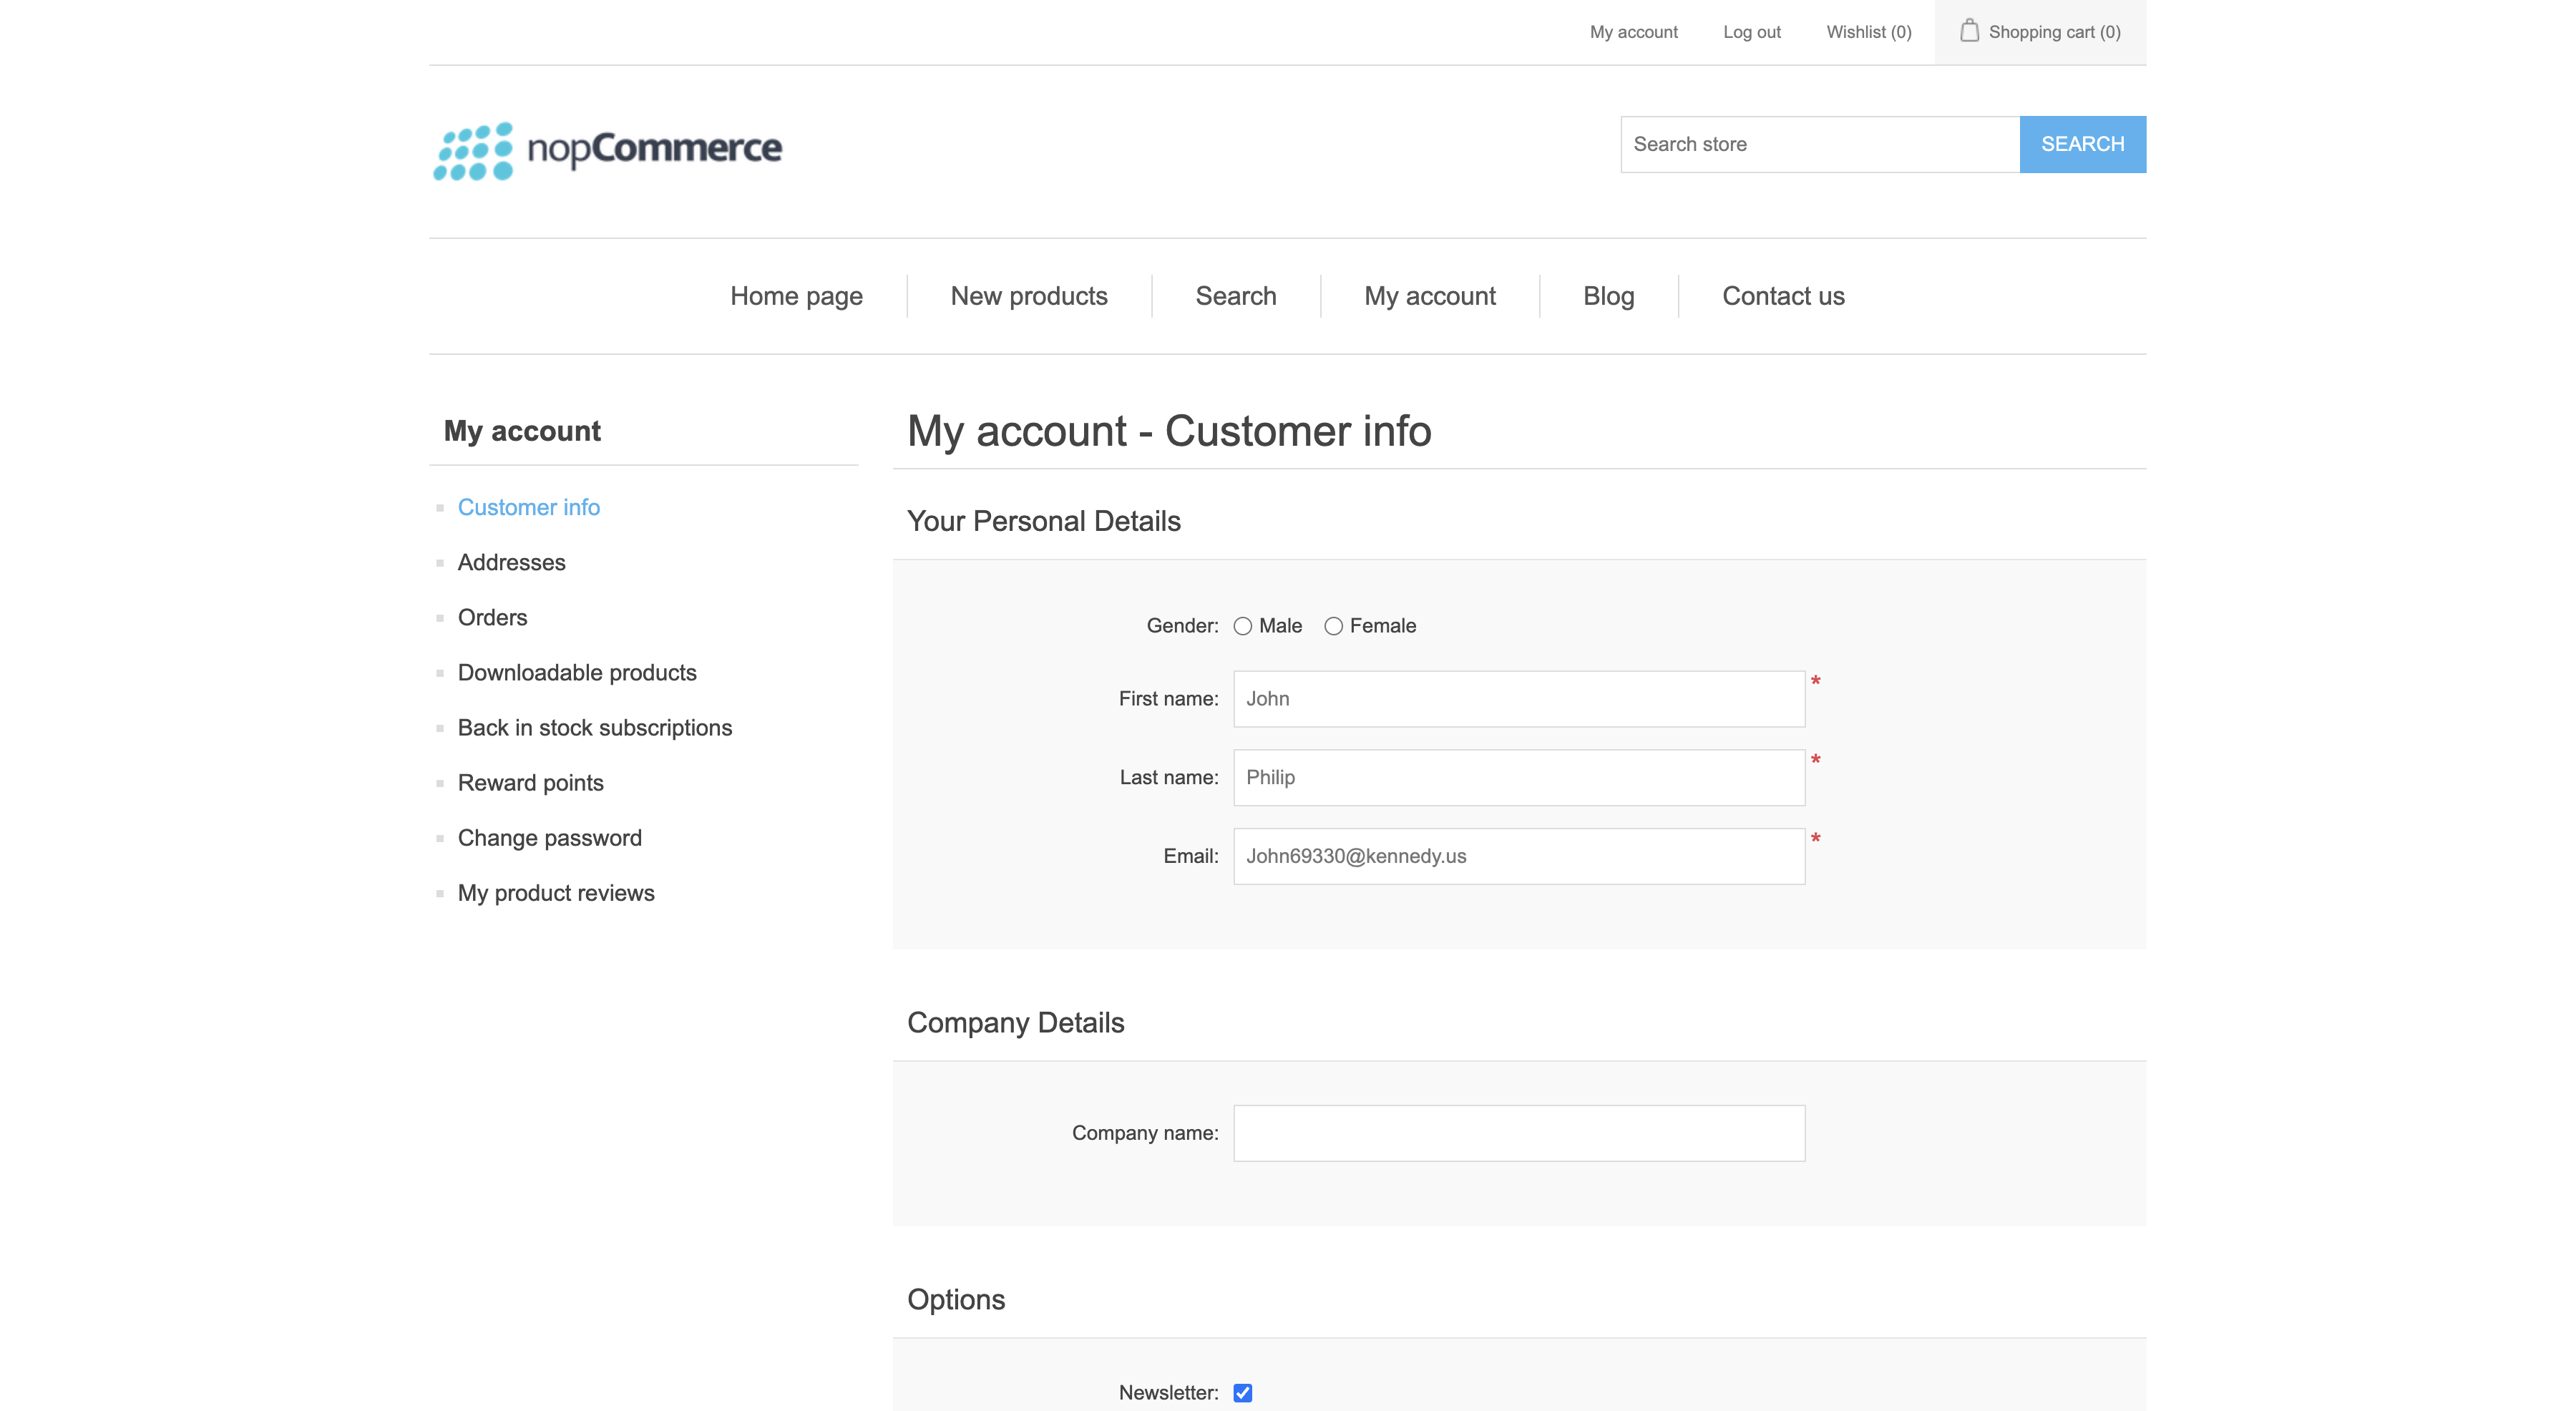 My account Log out Wishlist (0) Shopping cart (0)
nopCommerce
Search store SEARCH
Home page New products Search My account Blog Contact us
My account
Customer info
Addresses
Orders
Downloadable products
Back in stock subscriptions
Reward points
Change password
My product reviews
My account - Customer info
Your Personal Details
Gender: Male Female
First name: John *
Last name: Philip *
Email: John69330@kennedy.us *
Company Details
Company name:
Options
Newsletter: